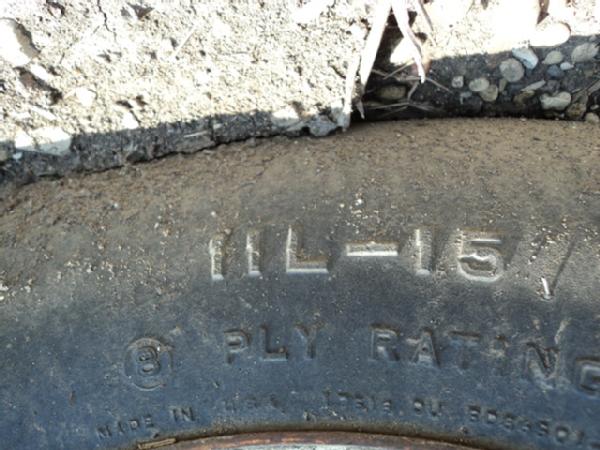 11L-15/
8 PLY RATING
MADE IN U.S.A.